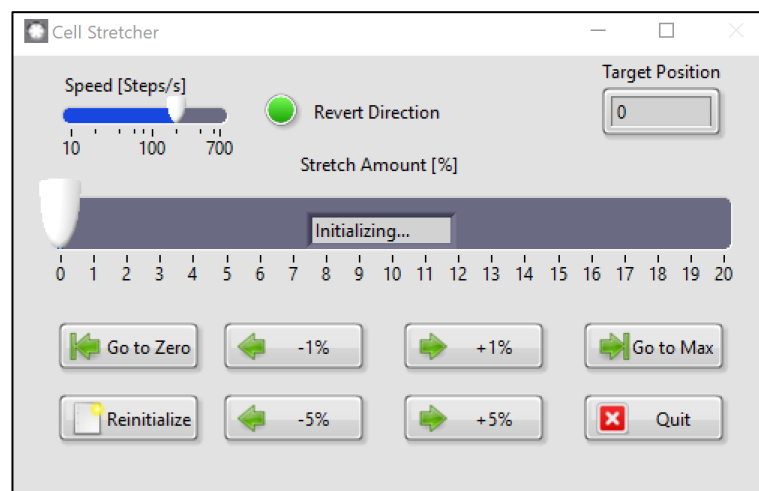 Cell Stretcher
Target Position
Speed [Steps/s]
0
Revert Direction
10 100 700
Stretch Amount [%]
Initializing...
0 1 2 3 4 5 6 7 8 9 10 11 12 13 14 15 16 17 18 19 20
Go to Zero -1% +1% Go to Max
Reinitialize -5% +5% Quit